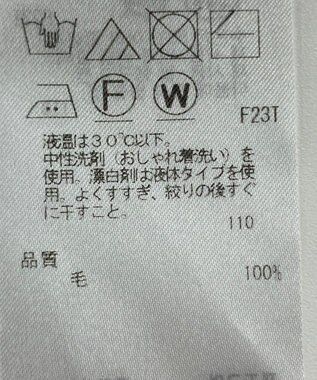 F
W
F23T
液温は30℃以下。
中性洗剤（おしゃれ着洗い）を
使用。漂白剤は液体タイプを使
用。よくすすぎ、絞りの後すぐ
に干すこと。
110
品質
毛 100%